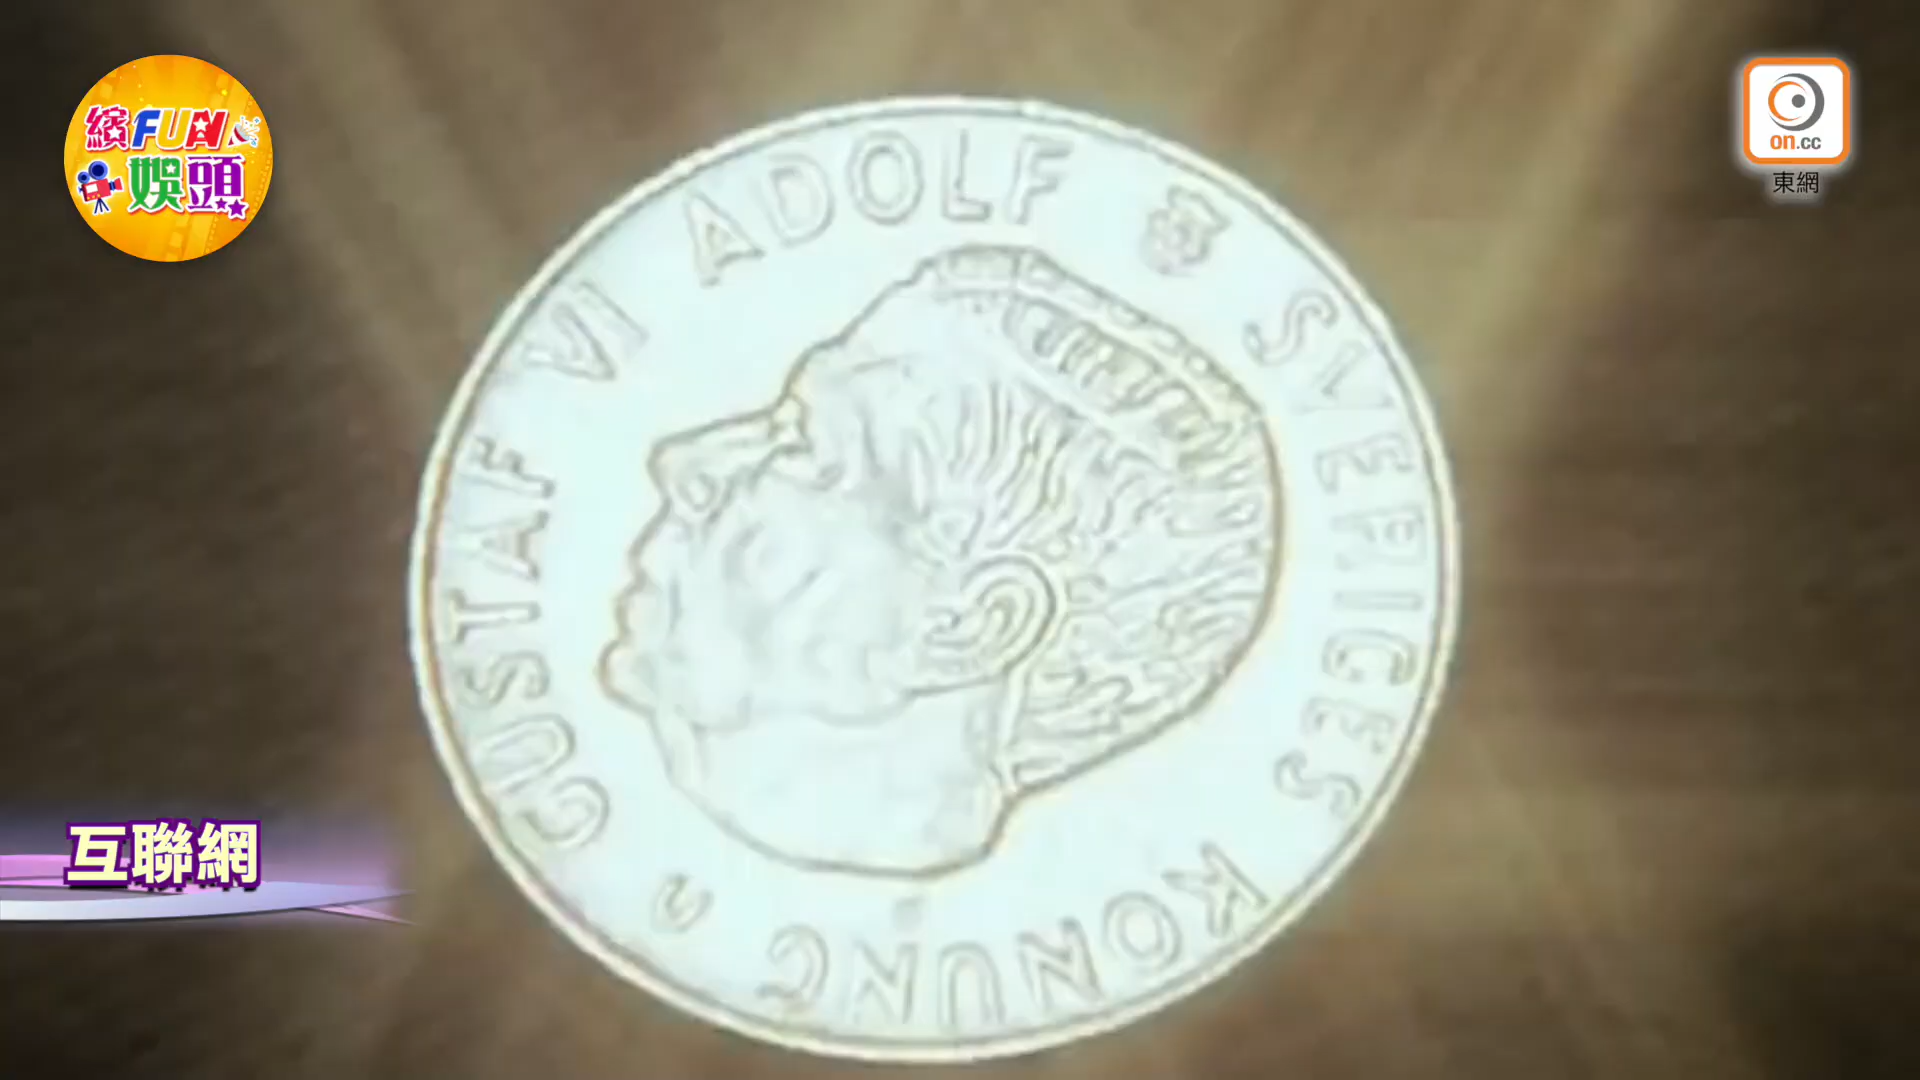 繽FUN
娛頭
on.cc
東網
GUSTAF VI ADOLF SVERIGES KONUNG
互聯網